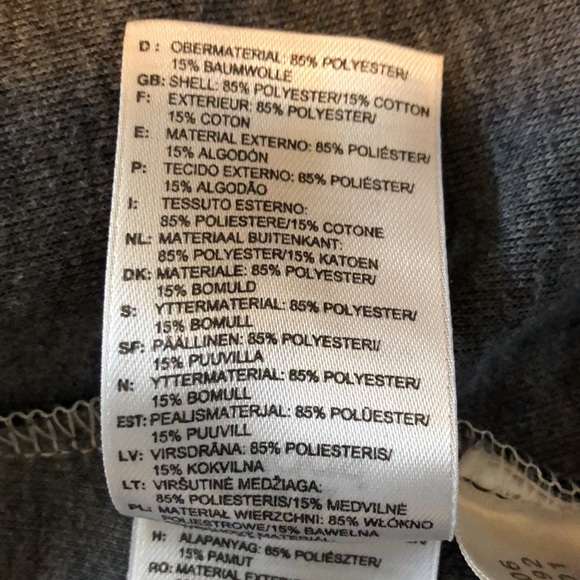 D: OBERMATERIAL: 85% POLYESTER/
15% BAUMWOLLE
GB: SHELL: 85% POLYESTER/15% COTTON
F: EXTERIEUR: 85% POLYESTER/
15% COTON
E: MATERIAL EXTERNO: 85% POLIÉSTER/
15% ALGODÓN
P: TECIDO EXTERNO: 85% POLIÉSTER/
15% ALGODÃO
I: TESSUTO ESTERNO:
85% POLIESTERE/15% COTONE
NL: MATERIAAL BUITENKANT:
85% POLYESTER/15% KATOEN
DK: MATERIALE: 85% POLYESTER/
15% BOMULD
S: YTTERMATERIAL: 85% POLYESTER/
15% BOMULL
SF: PÄÄLLINEN: 85% POLYESTERI/
15% PUUVILLA
N: YTTERMATERIAL: 85% POLYESTER/
15% BOMULL
EST: PEALISMATERJAL: 85% POLÜESTER/
15% PUUVILL
LV: VIRSDRĀNA: 85% POLIESTERIS/
15% KOKVILNA
LT: VIRŠUTINĖ MEDŽIAGA:
85% POLIESTERIS/15% MEDVILNĖ
PL: MATERIAŁ WIERZCHNI: 85% WŁÓKNO
POLIESTROWE/15% BAWEŁNA
H: ALAPANYAG: 85% POLIÉSZTER/
15% PAMUT
RO: MATERIAL EXTERI